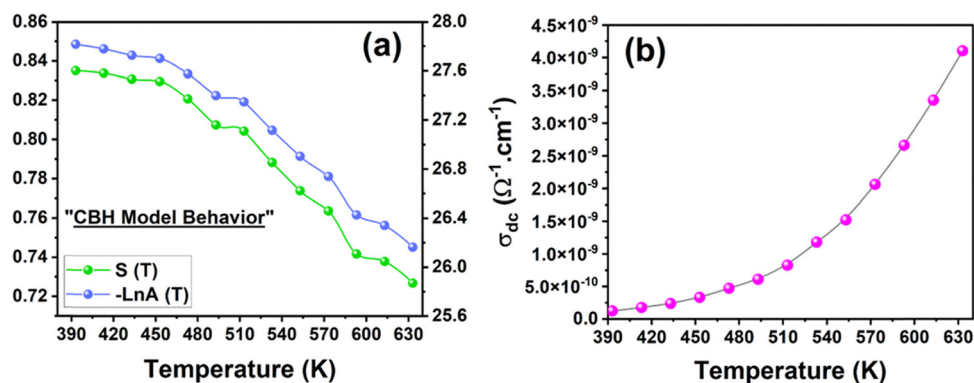 (a)
0.86
0.84
0.82
0.80
0.78
0.76
0.74
0.72
28.0
27.6
27.2
26.8
26.4
26.0
25.6
"CBH Model Behavior"
S (T)
-LnA (T)
390 420 450 480 510 540 570 600 630
Temperature (K)
(b)
σdc (Ω⁻¹.cm⁻¹)
4.5×10⁻⁹
4.0×10⁻⁹
3.5×10⁻⁹
3.0×10⁻⁹
2.5×10⁻⁹
2.0×10⁻⁹
1.5×10⁻⁹
1.0×10⁻⁹
5.0×10⁻¹⁰
0.0
390 420 450 480 510 540 570 600 630
Temperature (K)